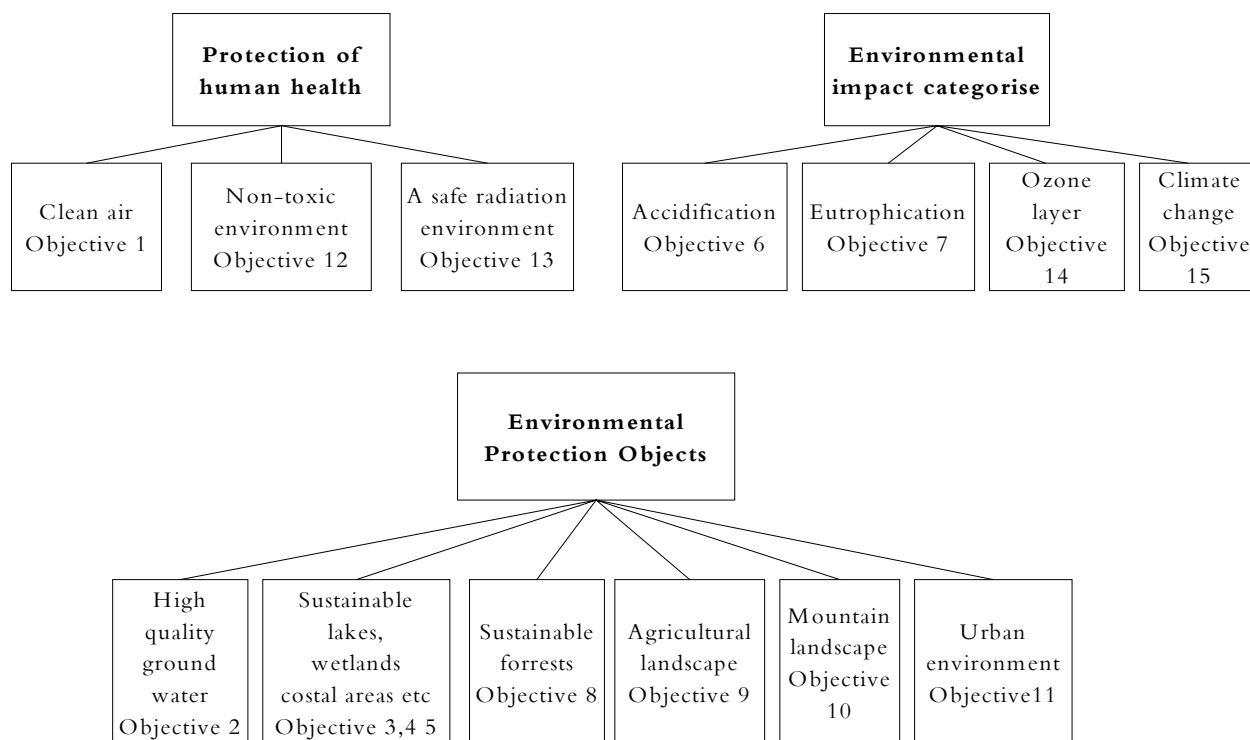 Protection of
human health
Environmental
impact categorise
Clean air
Objective 1
Non-toxic
environment
Objective 12
A safe radiation
environment
Objective 13
Accidification
Objective 6
Eutrophication
Objective 7
Ozone
layer
Objective
14
Climate
change
Objective
15
Environmental
Protection Objects
High
quality
ground
water
Objective 2
Sustainable
lakes,
wetlands
costal areas etc
Objective 3,4 5
Sustainable
forrests
Objective 8
Agricultural
landscape
Objective 9
Mountain
landscape
Objective
10
Urban
environment
Objective11